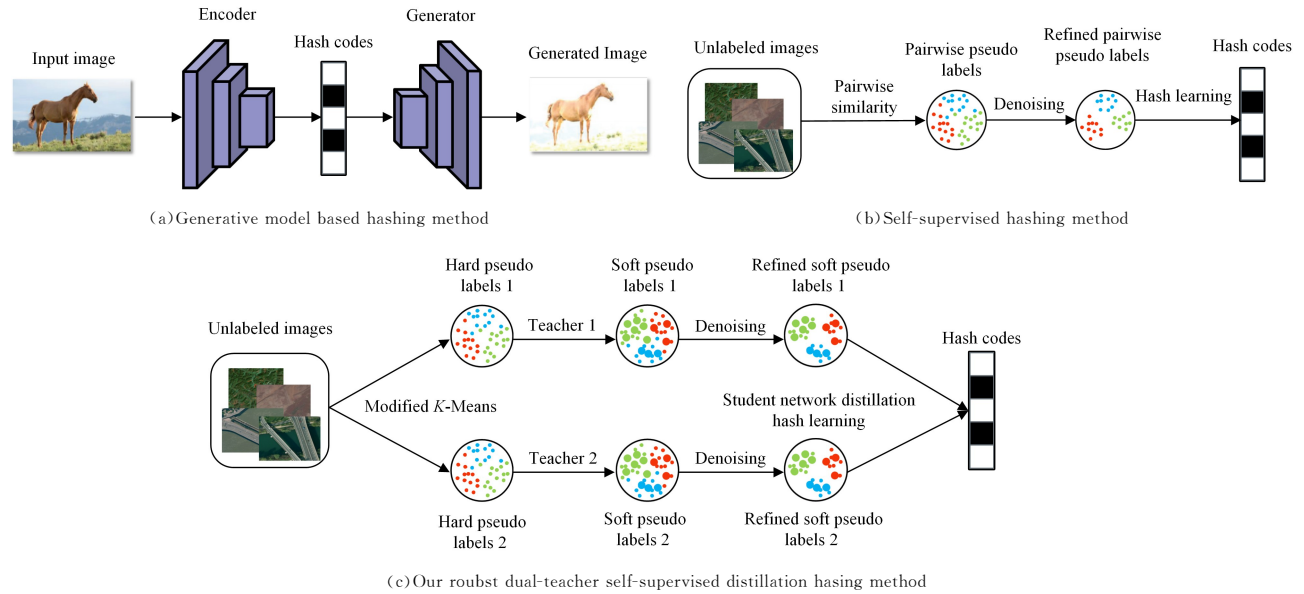 Encoder
Generator
Input image
Hash codes
Generated Image
(a)Generative model based hashing method
Unlabeled images
Pairwise
similarity
Pairwise pseudo
labels
Denoising
Refined pairwise
pseudo labels
Hash learning
Hash codes
(b)Self-supervised hashing method
Unlabeled images
Modified K-Means
Hard pseudo
labels 1
Teacher 1
Soft pseudo
labels 1
Denoising
Refined soft pseudo
labels 1
Hash codes
Student network distillation
hash learning
Teacher 2
Denoising
Hard pseudo
labels 2
Soft pseudo
labels 2
Refined soft pseudo
labels 2
(c)Our roubst dual-teacher self-supervised distillation hasing method